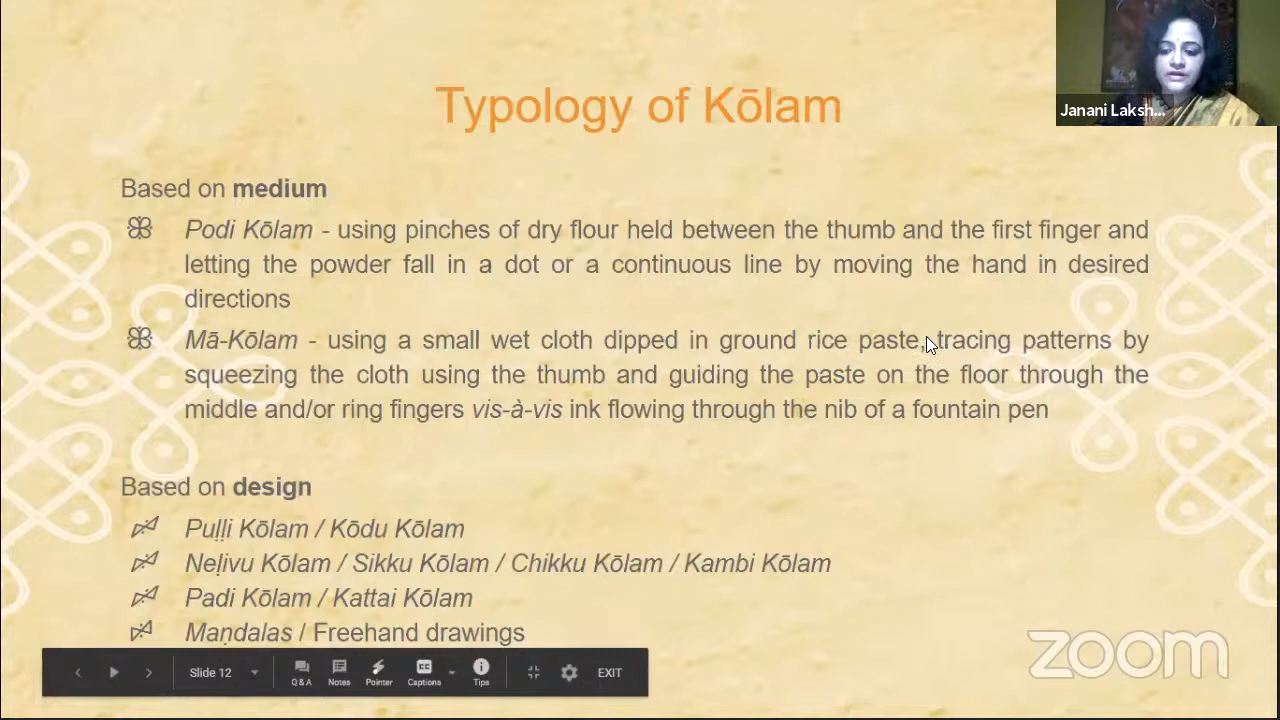 Typology of Kōlam
Janani Laksh...
Based on medium
Podi Kōlam - using pinches of dry flour held between the thumb and the first finger and
letting the powder fall in a dot or a continuous line by moving the hand in desired
directions
Mā-Kōlam - using a small wet cloth dipped in ground rice paste, tracing patterns by
squeezing the cloth using the thumb and guiding the paste on the floor through the
middle and/or ring fingers vis-à-vis ink flowing through the nib of a fountain pen
Based on design
Puḷḷi Kōlam / Kōdu Kōlam
Neḷivu Kōlam / Sikku Kōlam / Chikku Kōlam / Kambi Kōlam
Padi Kōlam / Kattai Kōlam
Maṇdalas / Freehand drawings
zoom
Slide 12 Q & A Notes Pointer CC Captions Tips EXIT